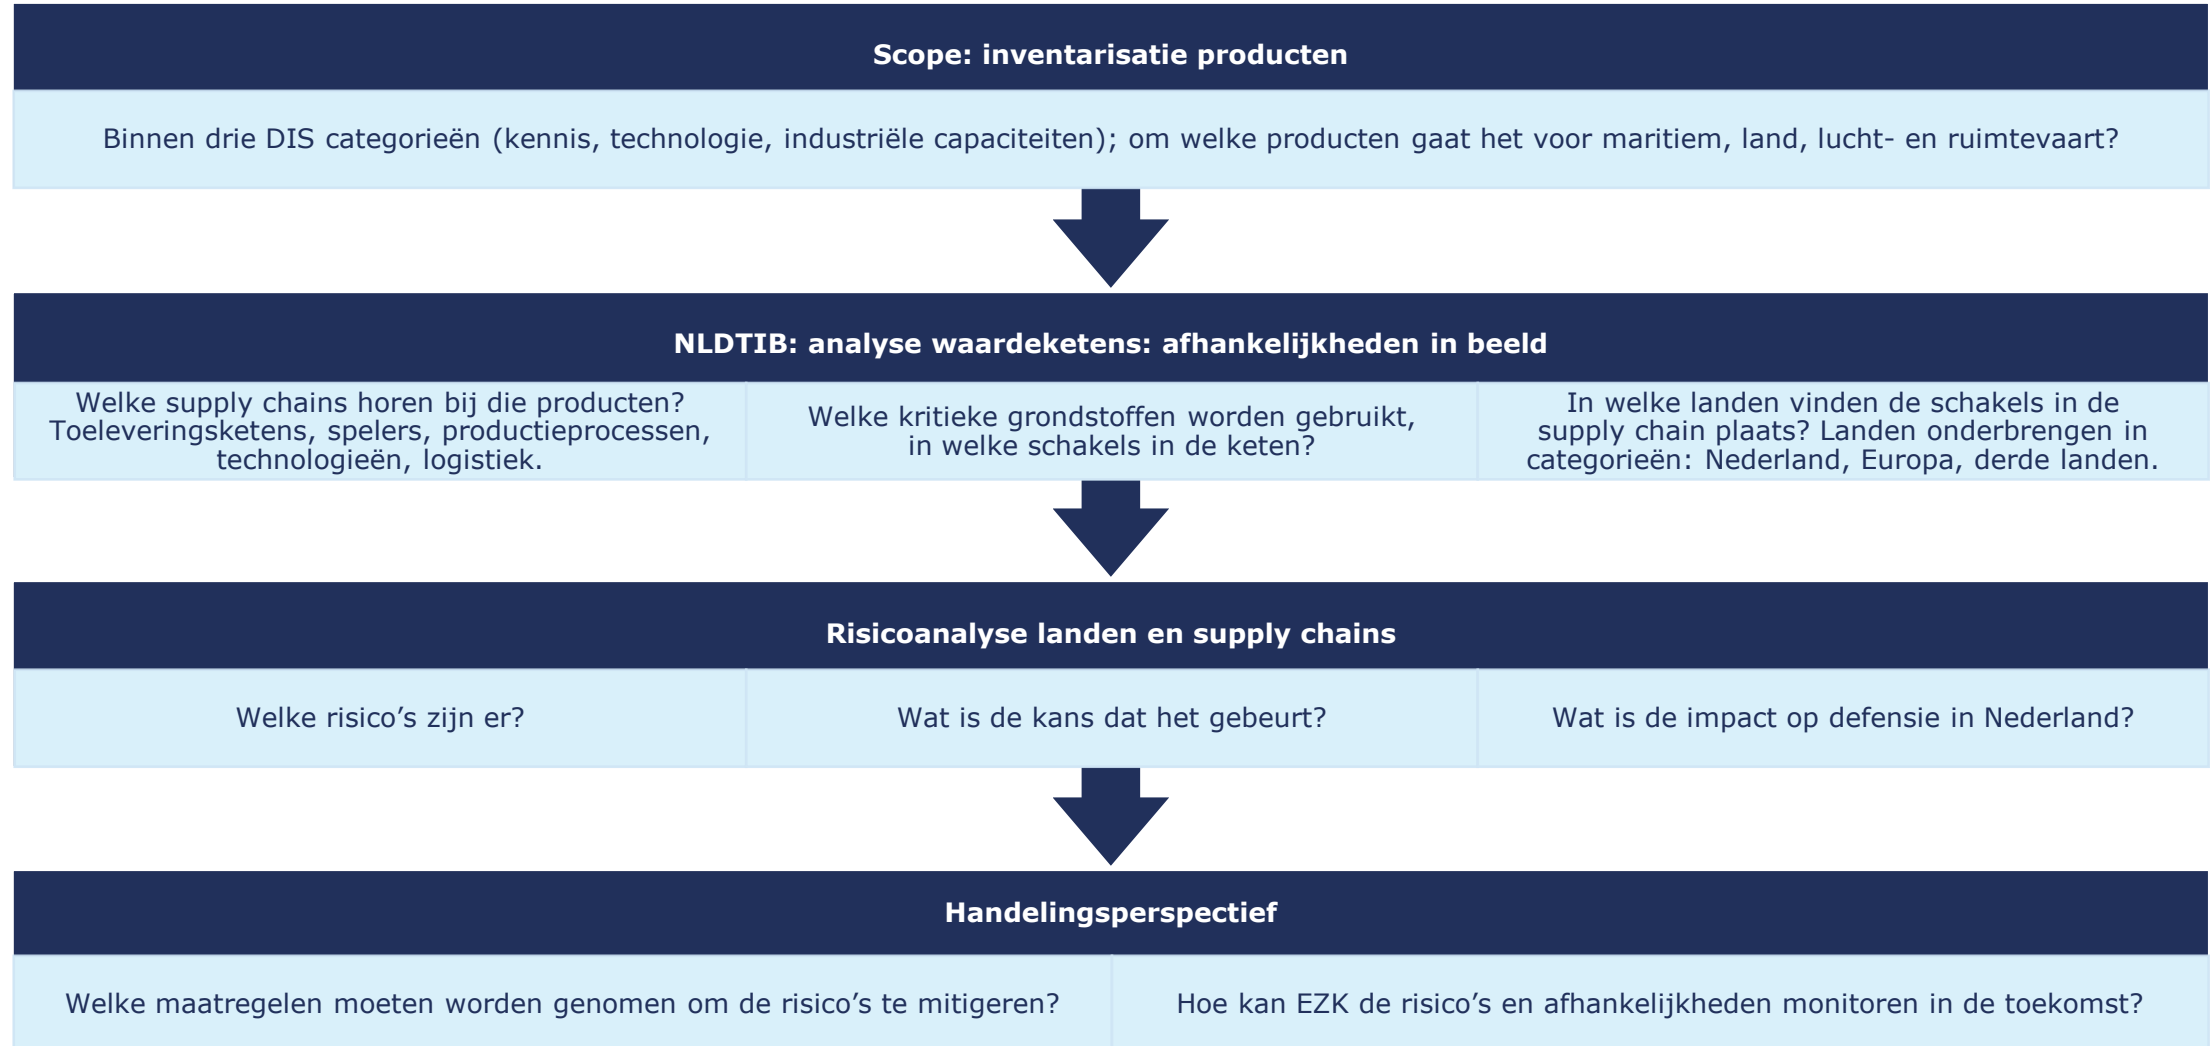 Scope: inventarisatie producten
Binnen drie DIS categorieën (kennis, technologie, industriële capaciteiten); om welke producten gaat het voor maritiem, land, lucht- en ruimtevaart?
NLDTIB: analyse waardeketens: afhankelijkheden in beeld
Welke supply chains horen bij die producten?
Toeleveringsketens, spelers, productieprocessen,
technologieën, logistiek.
Welke kritieke grondstoffen worden gebruikt,
in welke schakels in de keten?
In welke landen vinden de schakels in de
supply chain plaats? Landen onderbrengen in
categorieën: Nederland, Europa, derde landen.
Risicoanalyse landen en supply chains
Welke risico’s zijn er?
Wat is de kans dat het gebeurt?
Wat is de impact op defensie in Nederland?
Handelingsperspectief
Welke maatregelen moeten worden genomen om de risico’s te mitigeren?
Hoe kan EZK de risico’s en afhankelijkheden monitoren in de toekomst?